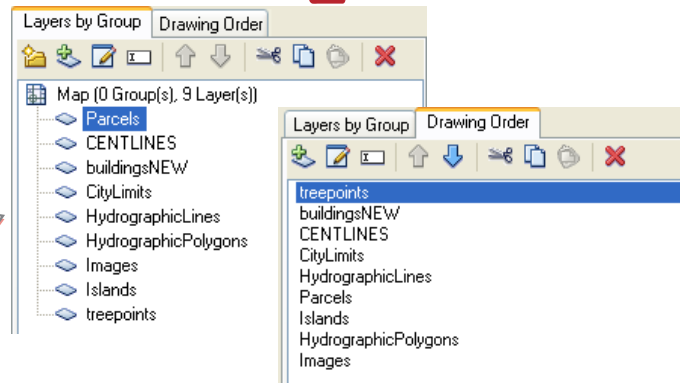 Layers by Group Drawing Order
Map (0 Group(s), 9 Layer(s))
Parcels
CENTLINES
buildingsNEW
CityLimits
HydrographicLines
HydrographicPolygons
Images
Islands
treepoints
Layers by Group Drawing Order
treepoints
buildingsNEW
CENTLINES
CityLimits
HydrographicLines
Parcels
Islands
HydrographicPolygons
Images